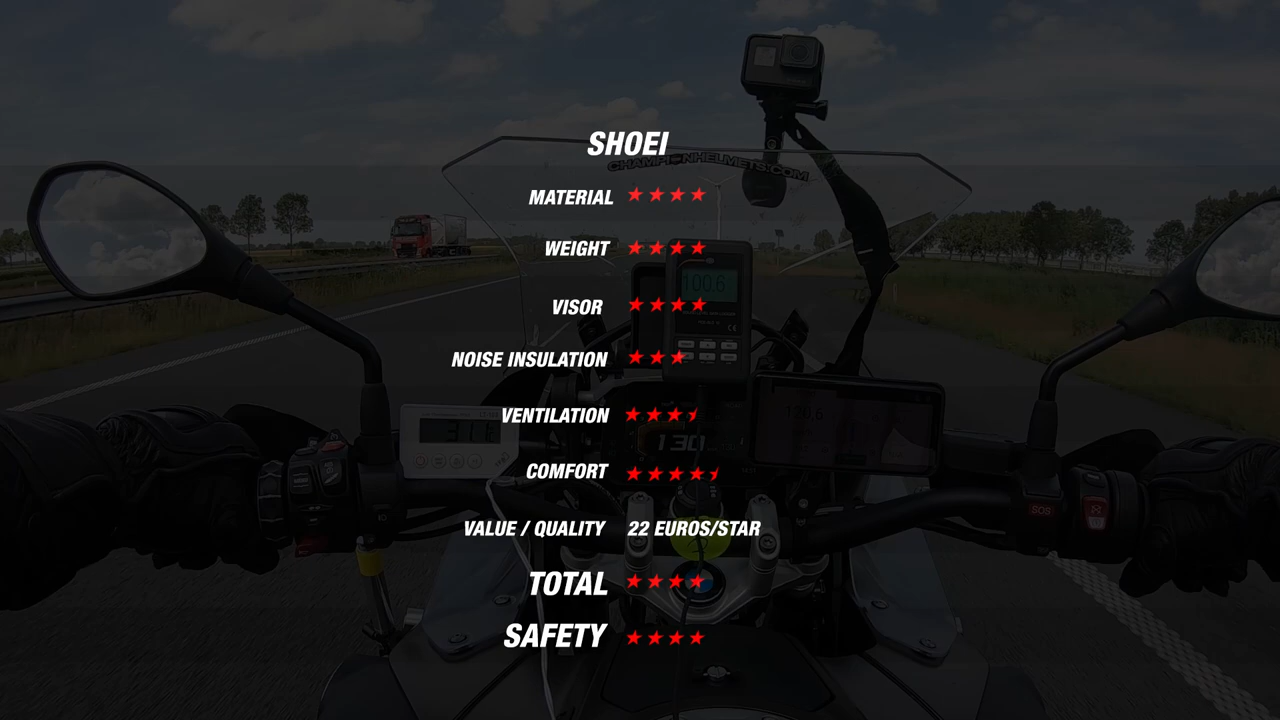 SHOEI
CHAMPIONHELMETS.COM
MATERIAL ★★★★
WEIGHT ★★★★
100.6
VISOR ★★★★
NOISE INSULATION ★★★
VENTILATION ★★★⯨
130
COMFORT ★★★★⯨
SOS
VALUE / QUALITY 22 EUROS/STAR
TOTAL ★★★★
SAFETY ★★★★